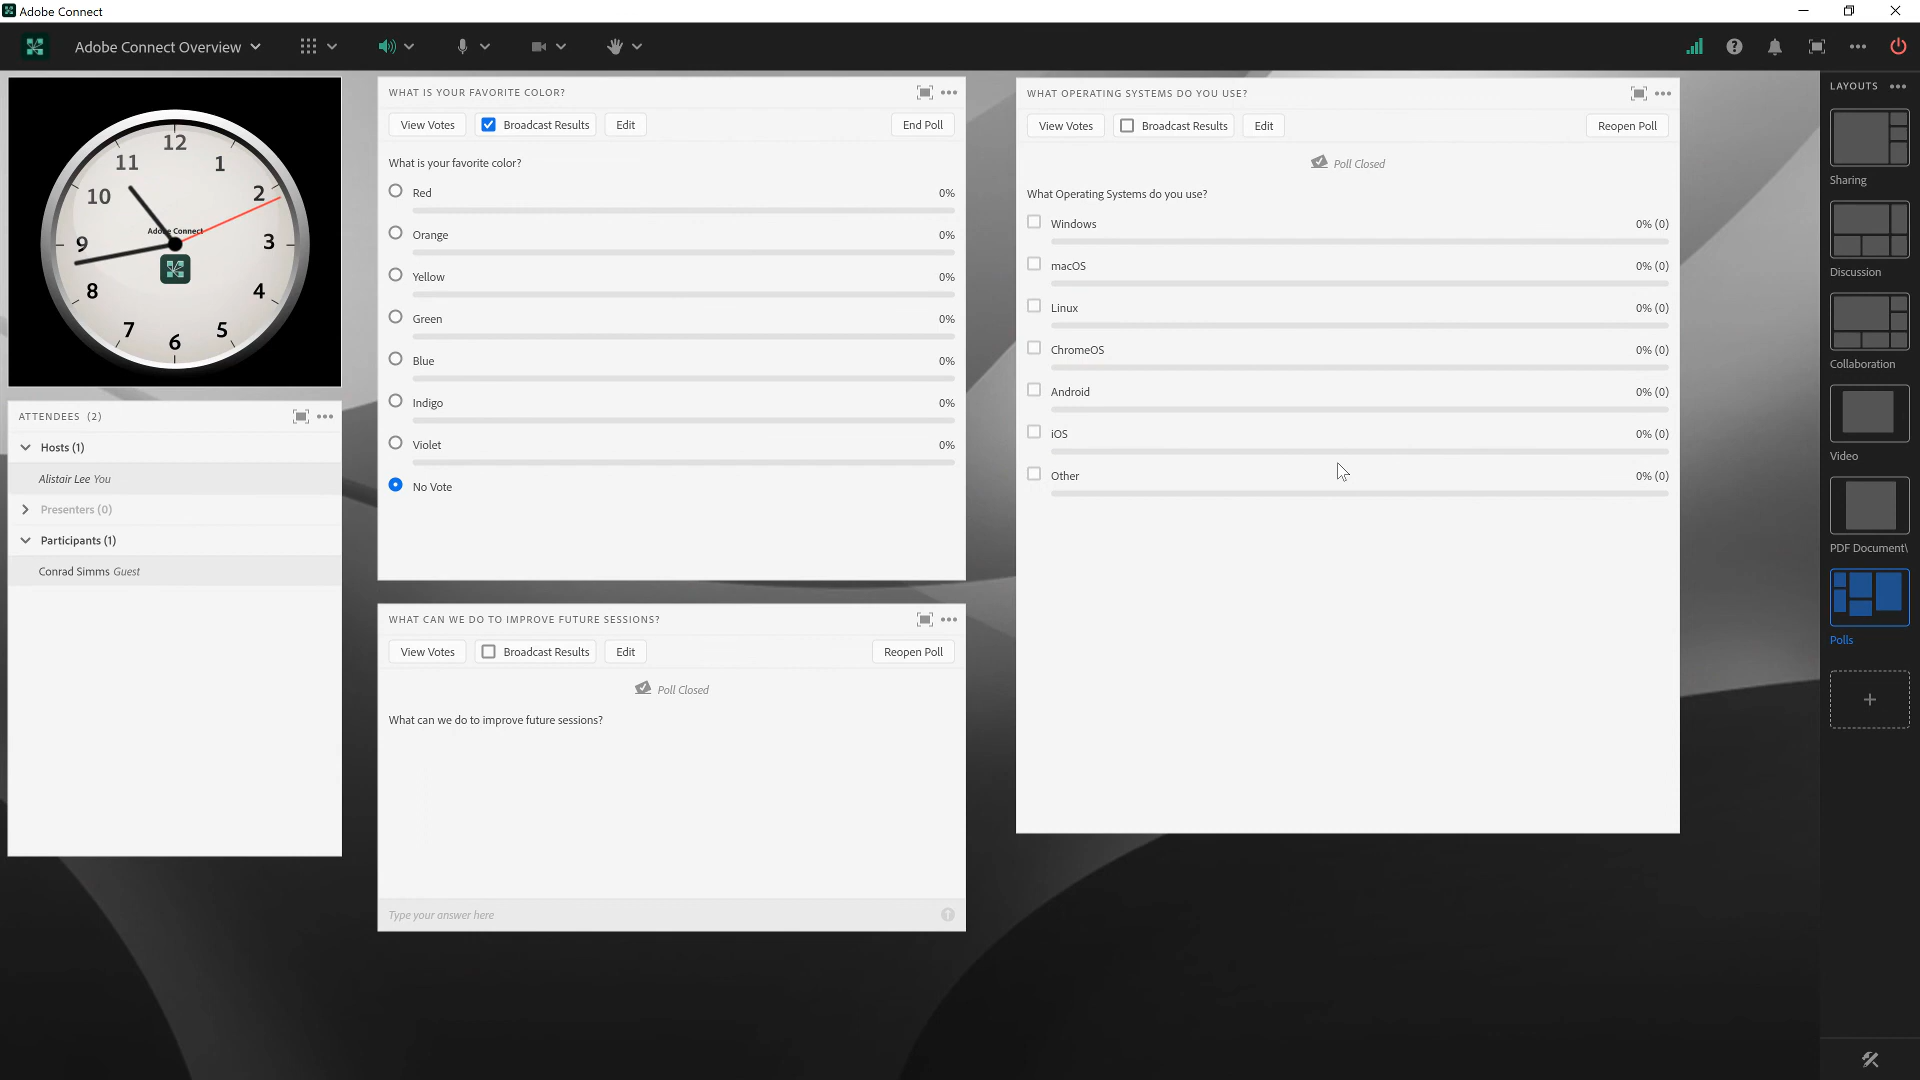 Adobe Connect
Adobe Connect Overview
12
1
2
3
4
5
6
7
8
9
10
11
Adobe Connect
ATTENDEES (2)
Hosts (1)
Alistair Lee You
Presenters (0)
Participants (1)
Conrad Simms Guest
WHAT IS YOUR FAVORITE COLOR?
View Votes Broadcast Results Edit End Poll
What is your favorite color?
Red 0%
Orange 0%
Yellow 0%
Green 0%
Blue 0%
Indigo 0%
Violet 0%
No Vote
WHAT CAN WE DO TO IMPROVE FUTURE SESSIONS?
View Votes Broadcast Results Edit Reopen Poll
Poll Closed
What can we do to improve future sessions?
Type your answer here
WHAT OPERATING SYSTEMS DO YOU USE?
View Votes Broadcast Results Edit Reopen Poll
Poll Closed
What Operating Systems do you use?
Windows 0% (0)
macOS 0% (0)
Linux 0% (0)
ChromeOS 0% (0)
Android 0% (0)
iOS 0% (0)
Other 0% (0)
LAYOUTS
Sharing
Discussion
Collaboration
Video
PDF Document\
Polls